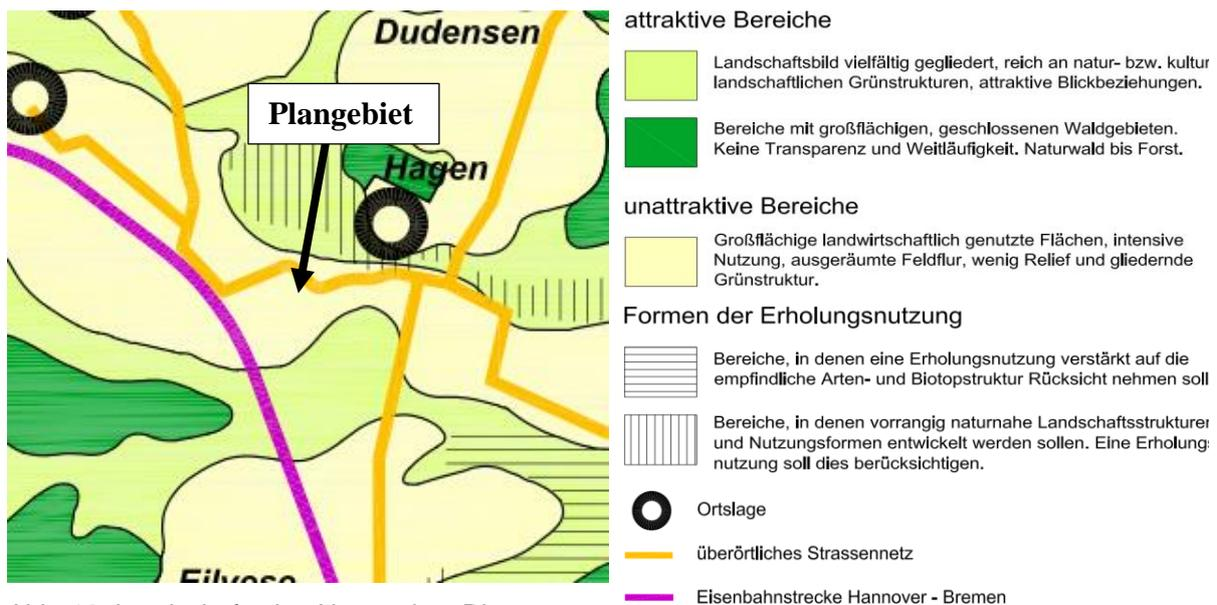 Dudensen
Plangebiet
Hagen
Eilvese
attraktive Bereiche
Landschaftsbild vielfältig gegliedert, reich an natur- bzw. kultur
landschaftlichen Grünstrukturen, attraktive Blickbeziehungen.
Bereiche mit großflächigen, geschlossenen Waldgebieten.
Keine Transparenz und Weitläufigkeit. Naturwald bis Forst.
unattraktive Bereiche
Großflächige landwirtschaftlich genutzte Flächen, intensive
Nutzung, ausgeräumte Feldflur, wenig Relief und gliedernde
Grünstruktur.
Formen der Erholungsnutzung
Bereiche, in denen eine Erholungsnutzung verstärkt auf die
empfindliche Arten- und Biotopstruktur Rücksicht nehmen soll
Bereiche, in denen vorrangig naturnahe Landschaftsstrukturen
und Nutzungsformen entwickelt werden sollen. Eine Erholungs
nutzung soll dies berücksichtigen.
Ortslage
überörtliches Strassennetz
Eisenbahnstrecke Hannover - Bremen